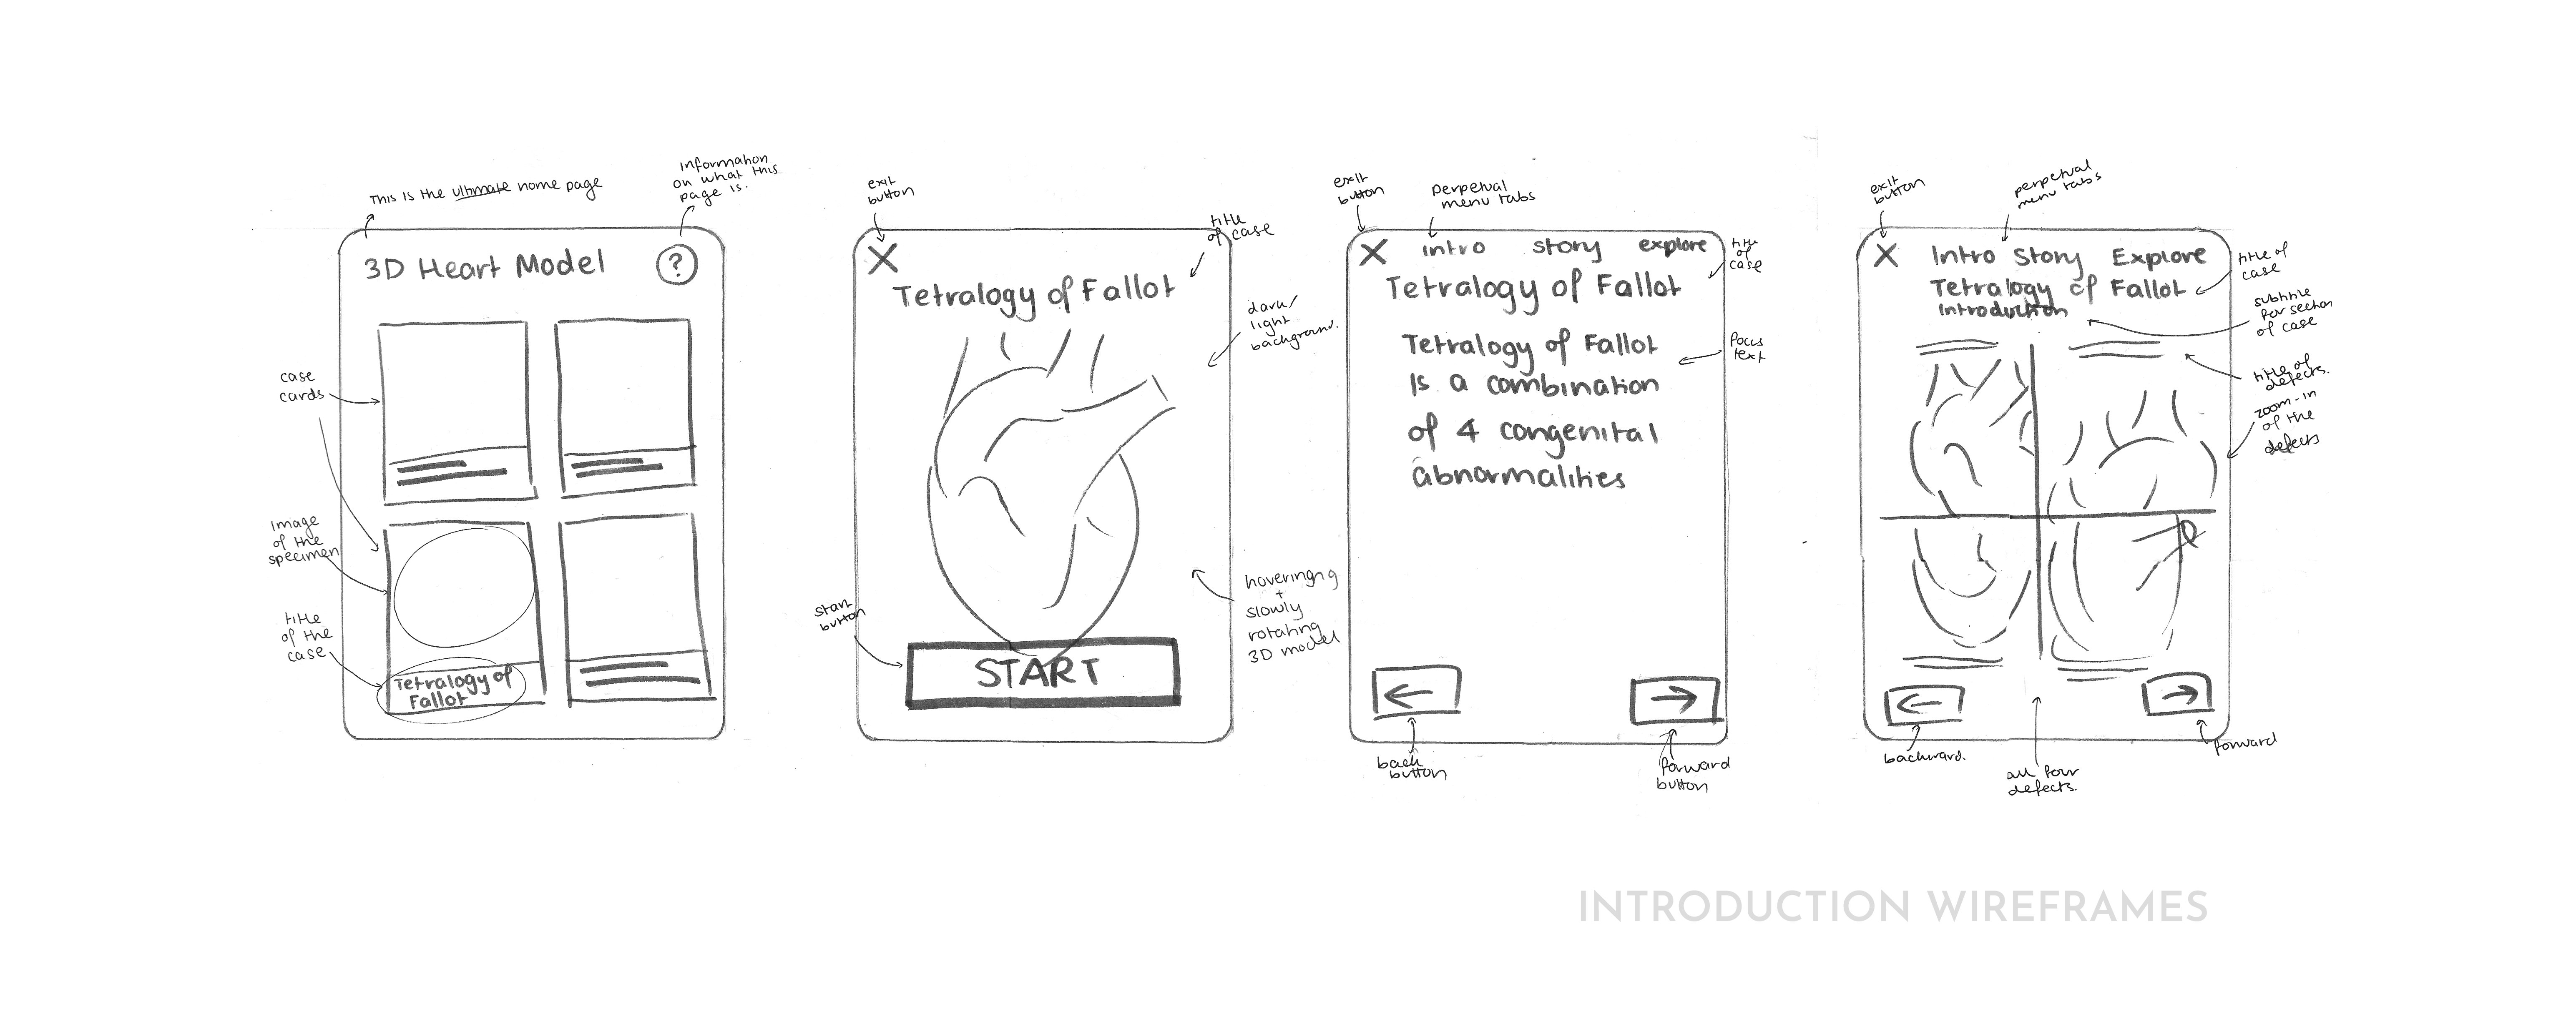 This is the ultimate home page
information
on what this
page is.
3D Heart Model
?
case
cards
image
of the
specimen
title
of the
case
Tetralogy of
Fallot
exit
button
title
of case
X
Tetralogy of Fallot
dark/
light
background.
hovering
+
slowly
rotating
3D model
start
button
START
exit
button
perpetual
menu tabs
X intro story explore
title
of
case
Tetralogy of Fallot
Tetralogy of Fallot
is a combination
of 4 congenital
abnormalities
focus
text
←
→
back
button
forward
button
exit
button
perpetual
menu tabs
X Intro Story Explore
Tetralogy of Fallot
Introduction
title of
case
subtitle
per section
of case
title of
defects.
zoom-in
of the
defects
←
→
backward.
all four
defects.
forward
INTRODUCTION WIREFRAMES